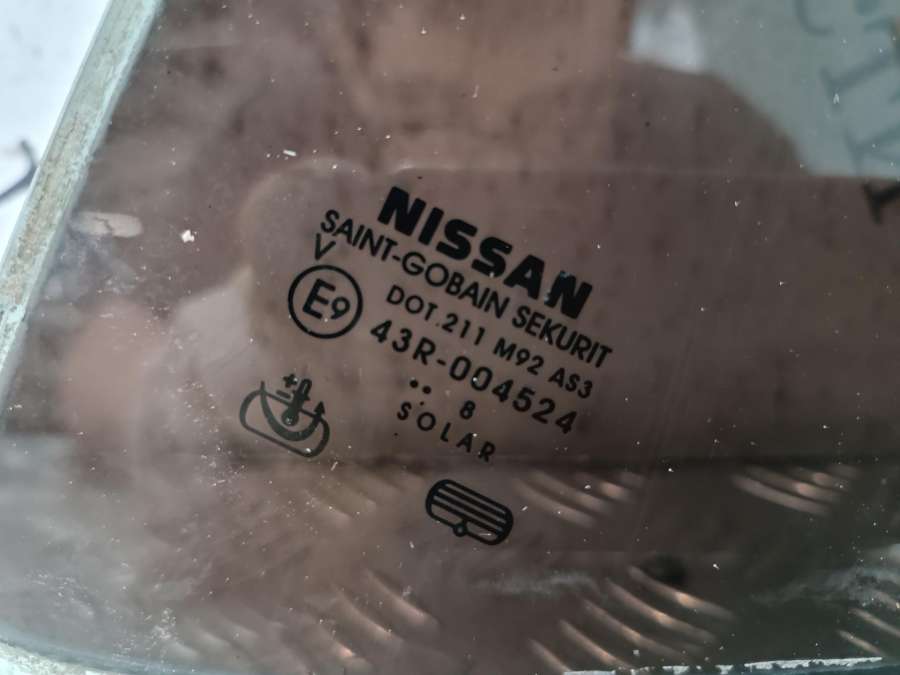 NISSAN
SAINT-GOBAIN SEKURIT
V
E9
DOT.211 M92 AS3
43R-004524
.. 8
SOLAR